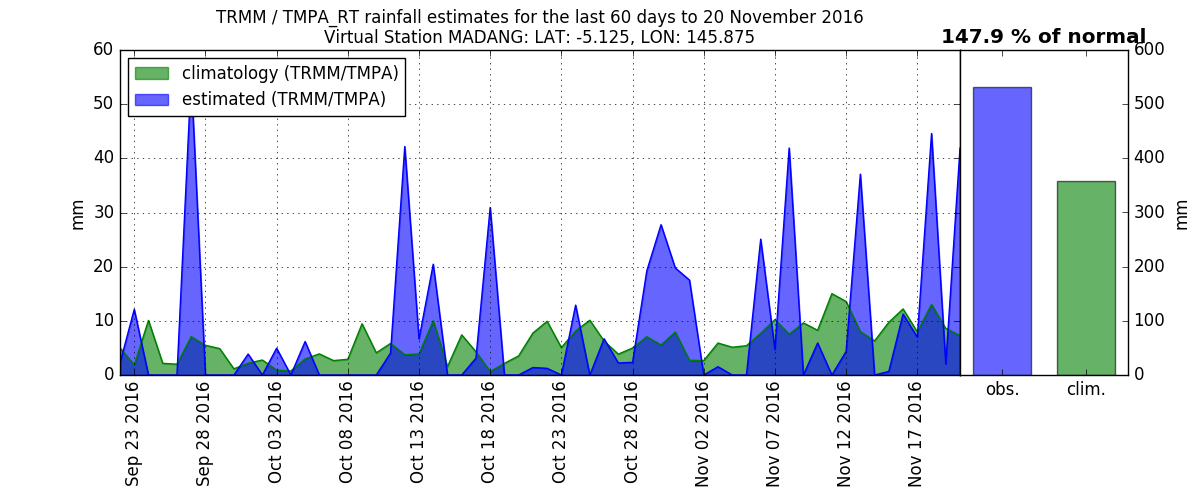 TRMM / TMPA_RT rainfall estimates for the last 60 days to 20 November 2016
Virtual Station MADANG: LAT: -5.125, LON: 145.875
147.9 % of normal
climatology (TRMM/TMPA)
estimated (TRMM/TMPA)
mm
60
50
40
30
20
10
0
Sep 23 2016
Sep 28 2016
Oct 03 2016
Oct 08 2016
Oct 13 2016
Oct 18 2016
Oct 23 2016
Oct 28 2016
Nov 02 2016
Nov 07 2016
Nov 12 2016
Nov 17 2016
obs.
clim.
600
500
400
300
200
100
0
mm